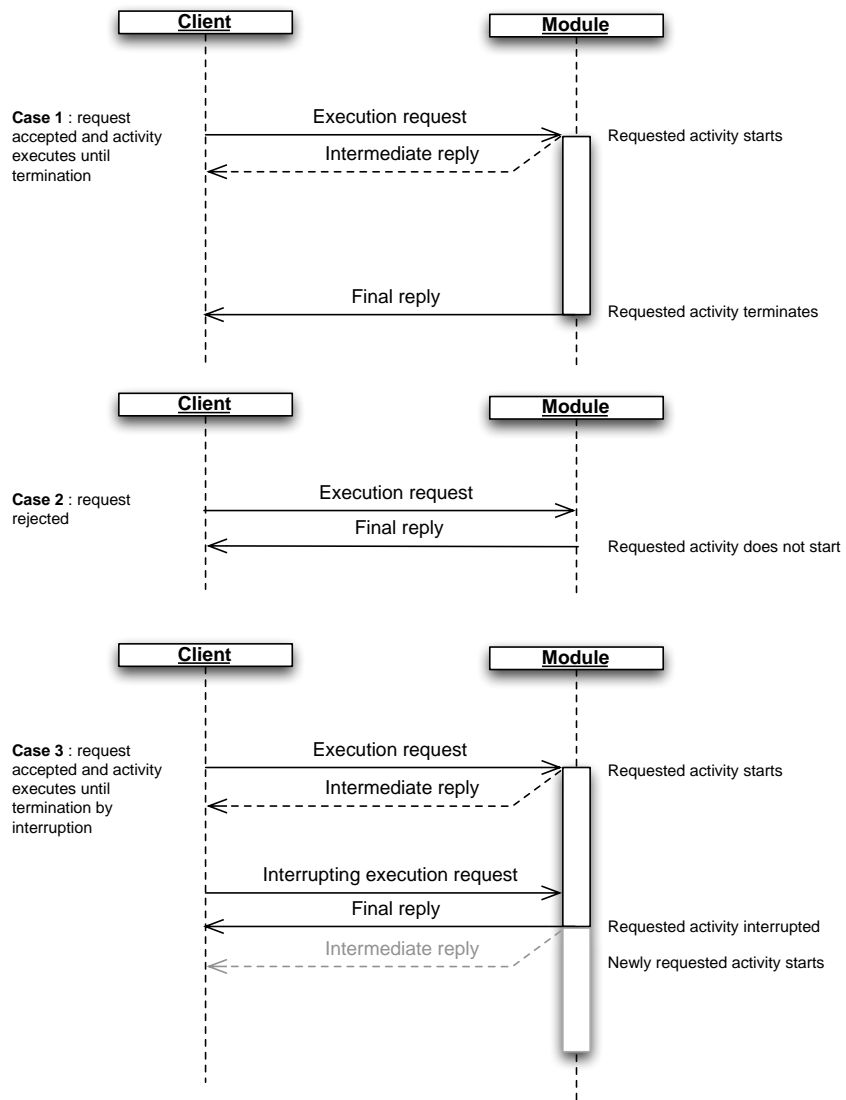 Client
Module
Case 1 : request
accepted and activity
executes until
termination
Execution request
Requested activity starts
Intermediate reply
Final reply
Requested activity terminates
Client
Module
Case 2 : request
rejected
Execution request
Final reply
Requested activity does not start
Client
Module
Case 3 : request
accepted and activity
executes until
termination by
interruption
Execution request
Requested activity starts
Intermediate reply
Interrupting execution request
Final reply
Requested activity interrupted
Intermediate reply
Newly requested activity starts